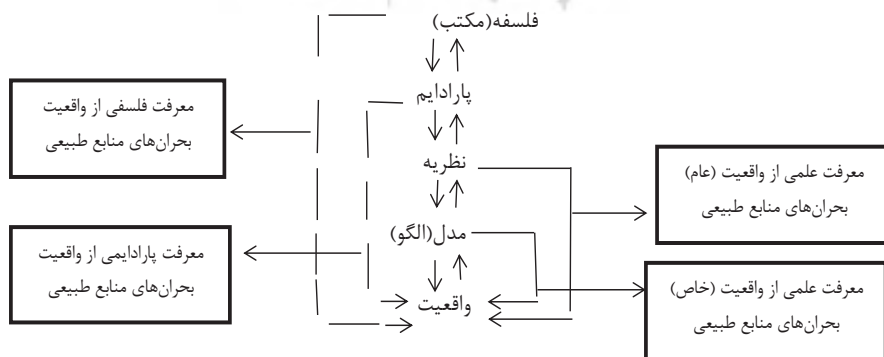 فلسفه(مکتب)
پارادایم
نظریه
مدل(الگو)
واقعیت
معرفت علمی از واقعیت (عام)
بحران‌های منابع طبیعی
معرفت علمی از واقعیت (خاص)
بحران‌های منابع طبیعی
معرفت فلسفی از واقعیت
بحران‌های منابع طبیعی
معرفت پارادایمی از واقعیت
بحران‌های منابع طبیعی